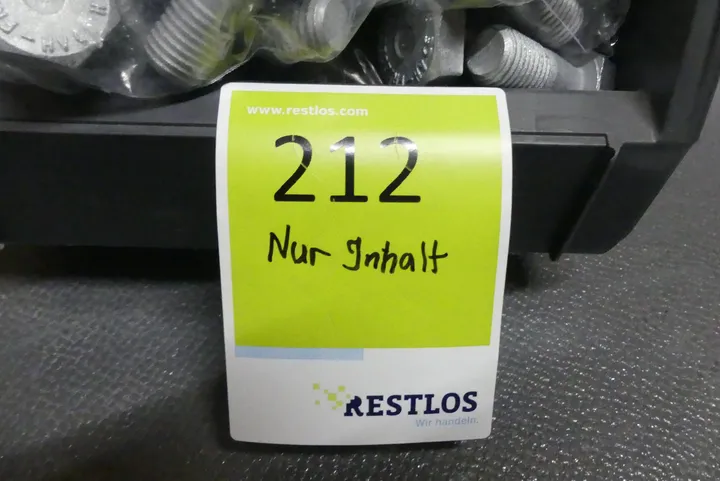 www.restlos.com
212
Nur Inhalt
RESTLOS
Wir handeln.